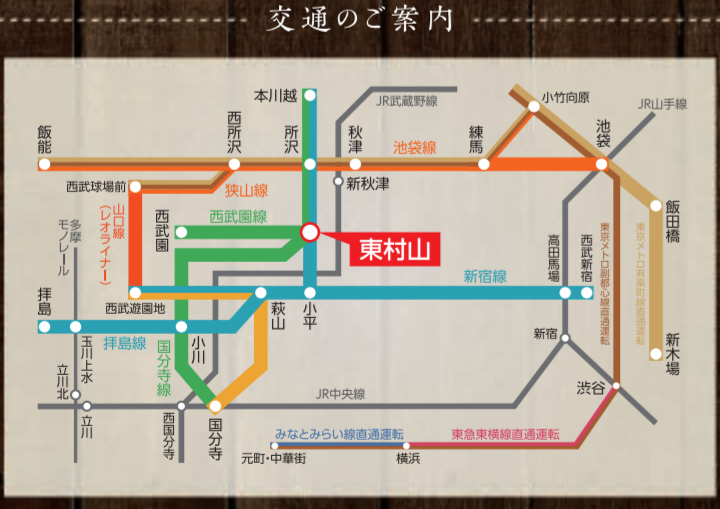 交通のご案内
本川越
JR武蔵野線
小竹向原
JR山手線
飯能
西所沢
所沢
秋津
池袋線
練馬
池袋
西武球場前
狭山線
新秋津
山口線
(レオライナー)
西武園
西武園線
東村山
飯田橋
多摩
モノレール
新宿線
高田馬場
西武新宿
東京メトロ副都心線直通運転
東京メトロ有楽町線直通運転
拝島
西武遊園地
萩山
小平
拝島線
玉川上水
国分寺線
小川
新宿
新木場
立川北
立川
西国分寺
国分寺
JR中央線
渋谷
みなとみらい線直通運転
東急東横線直通運転
元町・中華街
横浜